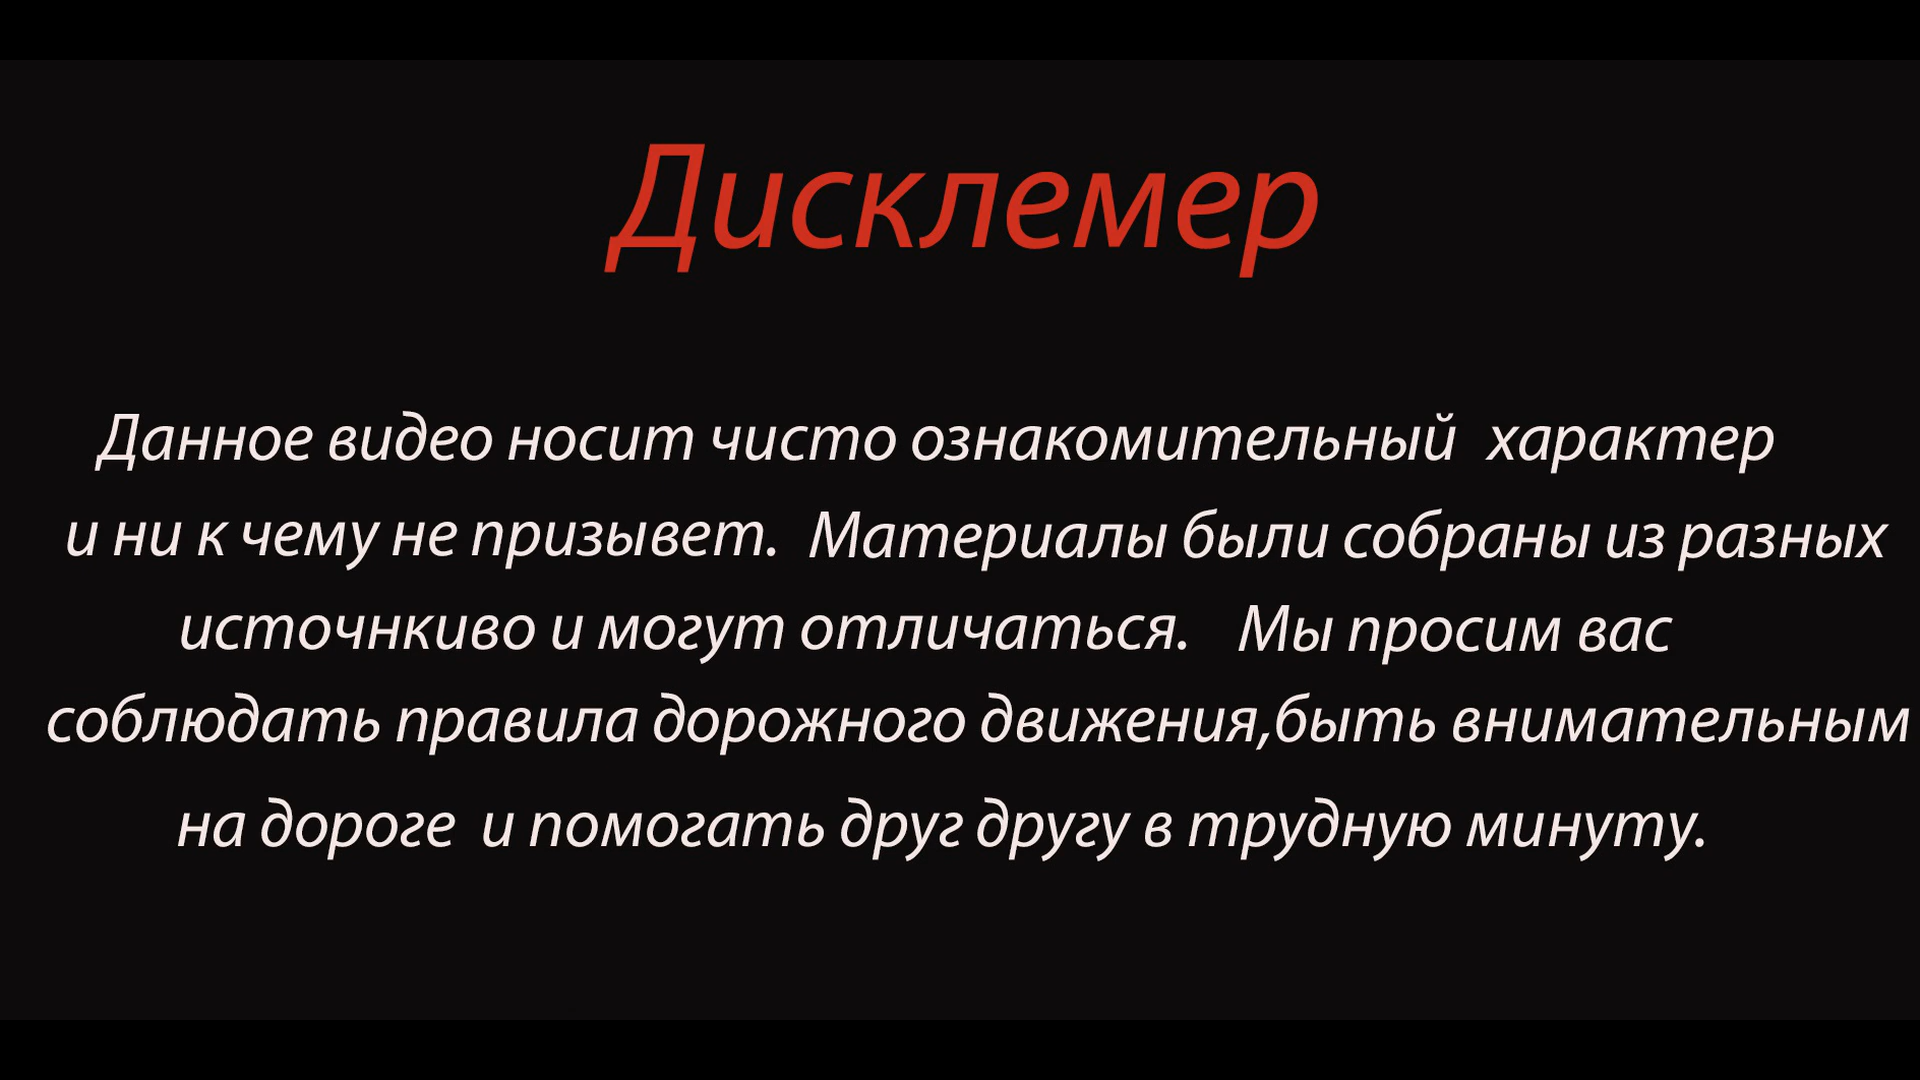 Дисклемер
Данное видео носит чисто ознакомительный характер
и ни к чему не призывет. Материалы были собраны из разных
источнкиво и могут отличаться. Мы просим вас
соблюдать правила дорожного движения,быть внимательным
на дороге и помогать друг другу в трудную минуту.